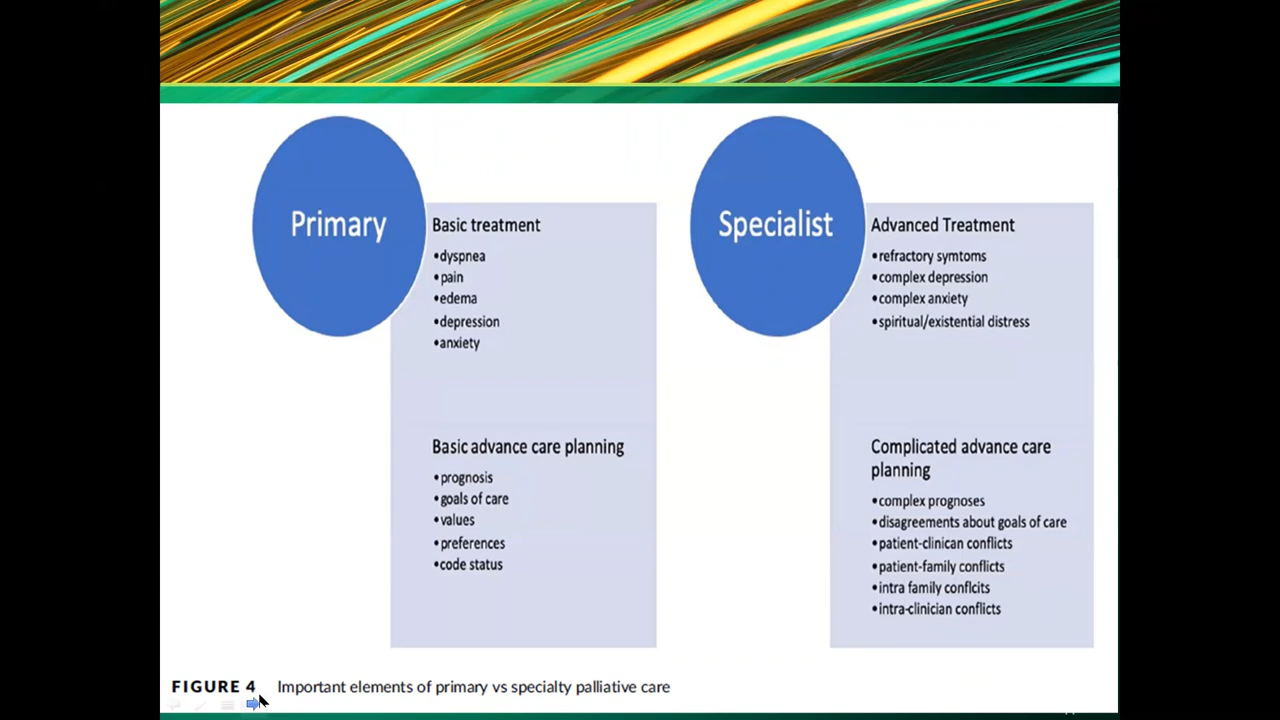 Primary
Basic treatment
•dyspnea
•pain
•edema
•depression
•anxiety
Basic advance care planning
•prognosis
•goals of care
•values
•preferences
•code status
Specialist
Advanced Treatment
•refractory symtoms
•complex depression
•complex anxiety
•spiritual/existential distress
Complicated advance care
planning
•complex prognoses
•disagreements about goals of care
•patient-clinican conflicts
•patient-family conflicts
•intra family conflcits
•intra-clinician conflicts
FIGURE 4 Important elements of primary vs specialty palliative care